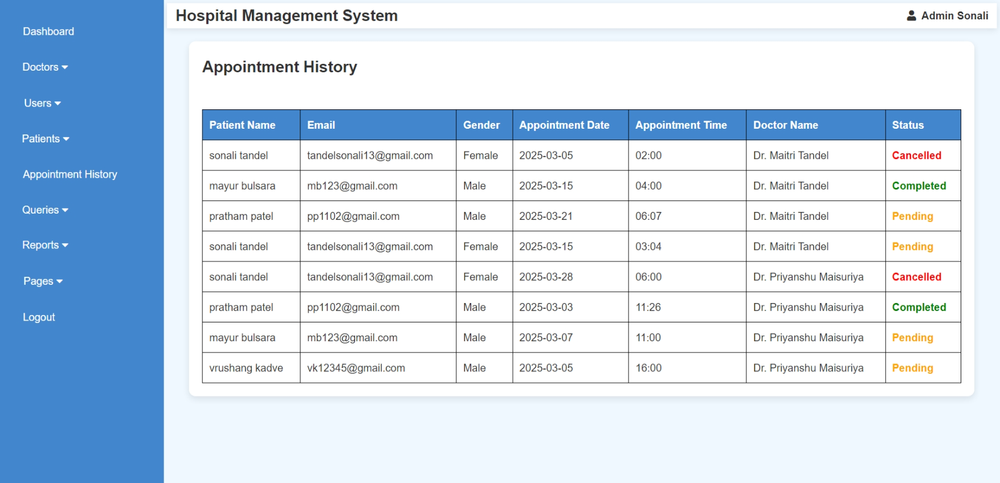 Hospital Management System
Admin Sonali
Dashboard
Doctors
Users
Patients
Appointment History
Queries
Reports
Pages
Logout
Appointment History
Patient Name Email Gender Appointment Date Appointment Time Doctor Name Status
sonali tandel tandelsonali13@gmail.com Female 2025-03-05 02:00 Dr. Maitri Tandel Cancelled
mayur bulsara mb123@gmail.com Male 2025-03-15 04:00 Dr. Maitri Tandel Completed
pratham patel pp1102@gmail.com Male 2025-03-21 06:07 Dr. Maitri Tandel Pending
sonali tandel tandelsonali13@gmail.com Female 2025-03-15 03:04 Dr. Maitri Tandel Pending
sonali tandel tandelsonali13@gmail.com Female 2025-03-28 06:00 Dr. Priyanshu Maisuriya Cancelled
pratham patel pp1102@gmail.com Male 2025-03-03 11:26 Dr. Priyanshu Maisuriya Completed
mayur bulsara mb123@gmail.com Male 2025-03-07 11:00 Dr. Priyanshu Maisuriya Pending
vrushang kadve vk12345@gmail.com Male 2025-03-05 16:00 Dr. Priyanshu Maisuriya Pending